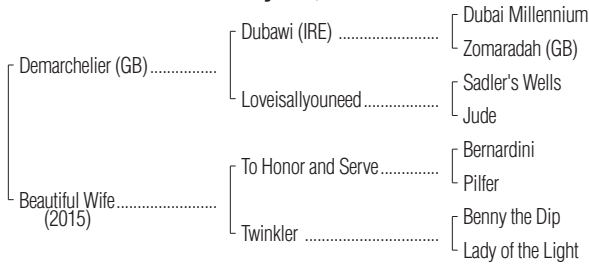 Dubai Millennium
Dubawi (IRE) ..................
Zomaradah (GB)
Demarchelier (GB)................
Sadler's Wells
Loveisallyouneed..................
Jude
Bernardini
To Honor and Serve..............
Pilfer
Beautiful Wife........................
(2015)
Benny the Dip
Twinkler ................................
Lady of the Light